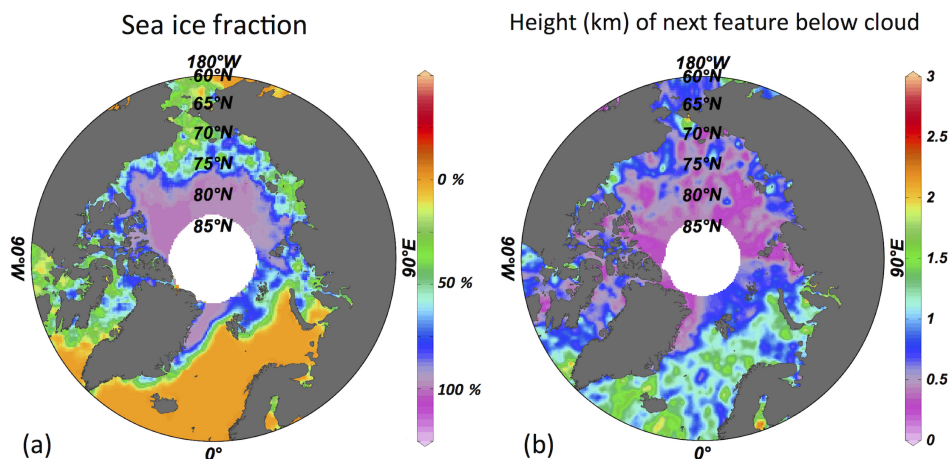 Sea ice fraction
180°W
60°N
65°N
70°N
75°N
80°N
85°N
90°W
90°E
0°
0 %
50 %
100 %
(a)
Height (km) of next feature below cloud
180°W
60°N
65°N
70°N
75°N
80°N
85°N
90°W
90°E
0°
3
2.5
2
1.5
1
0.5
0
(b)